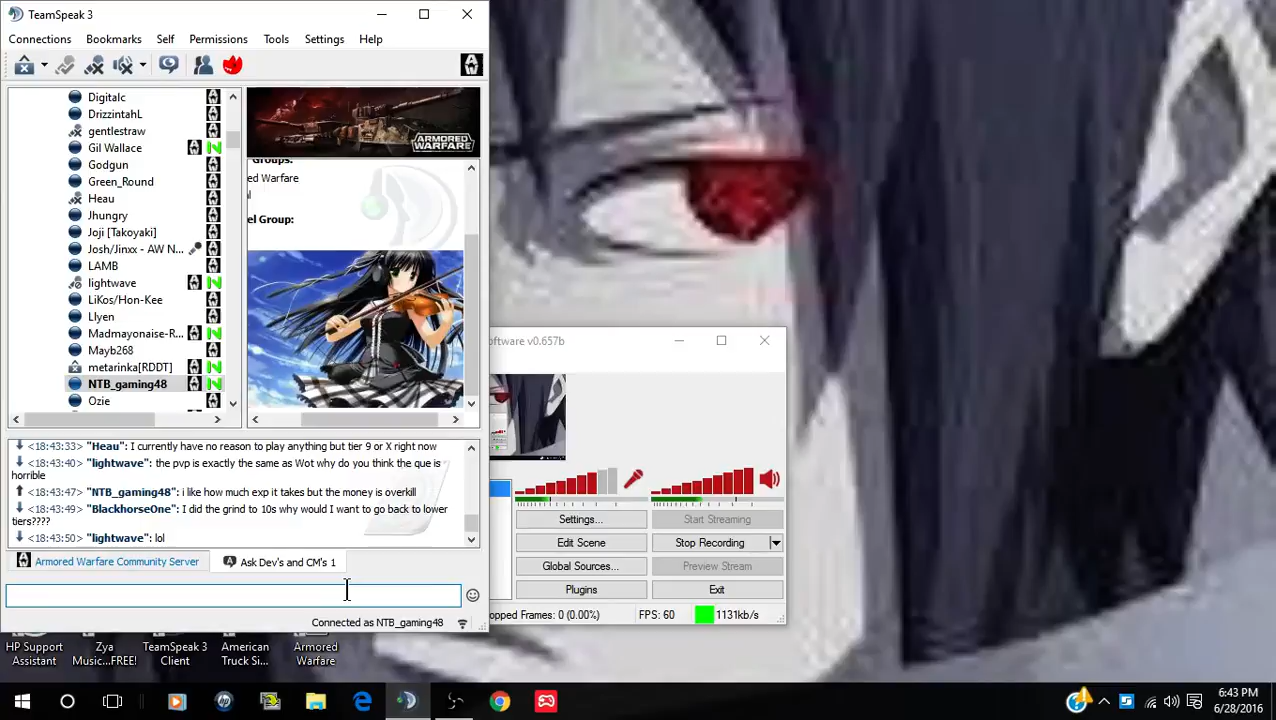 TeamSpeak 3
Connections Bookmarks Self Permissions Tools Settings Help
Digitalc
DrizzintahL
gentlestraw
Gil Wallace
Godgun
Green_Round
Heau
Jhungry
Joji [Takoyaki]
Josh/Jinxx - AW N...
LAMB
lightwave
LiKos/Hon-Kee
Llyen
Madmayonaise-R...
Mayb268
metarinka[RDDT]
NTB_gaming48
Ozie
ARMORED
WARFARE
Groups:
ed Warfare
el Group:
<18:43:33> "Heau": I currently have no reason to play anything but tier 9 or X right now
<18:43:40> "lightwave": the pvp is exactly the same as Wot why do you think the que is
horrible
<18:43:47> "NTB_gaming48": i like how much exp it takes but the money is overkill
<18:43:49> "BlackhorseOne": I did the grind to 10s why would I want to go back to lower
tiers????
<18:43:50> "lightwave": lol
Armored Warfare Community Server Ask Dev's and CM's 1
Connected as NTB_gaming48
oftware v0.657b
Settings... Start Streaming
Edit Scene Stop Recording
Global Sources... Preview Stream
Plugins Exit
opped Frames: 0 (0.00%) FPS: 60 1131kb/s
HP Support
Assistant
Zya
Music...FREE!
TeamSpeak 3
Client
American
Truck Si...
Armored
Warfare
6:43 PM
6/28/2016